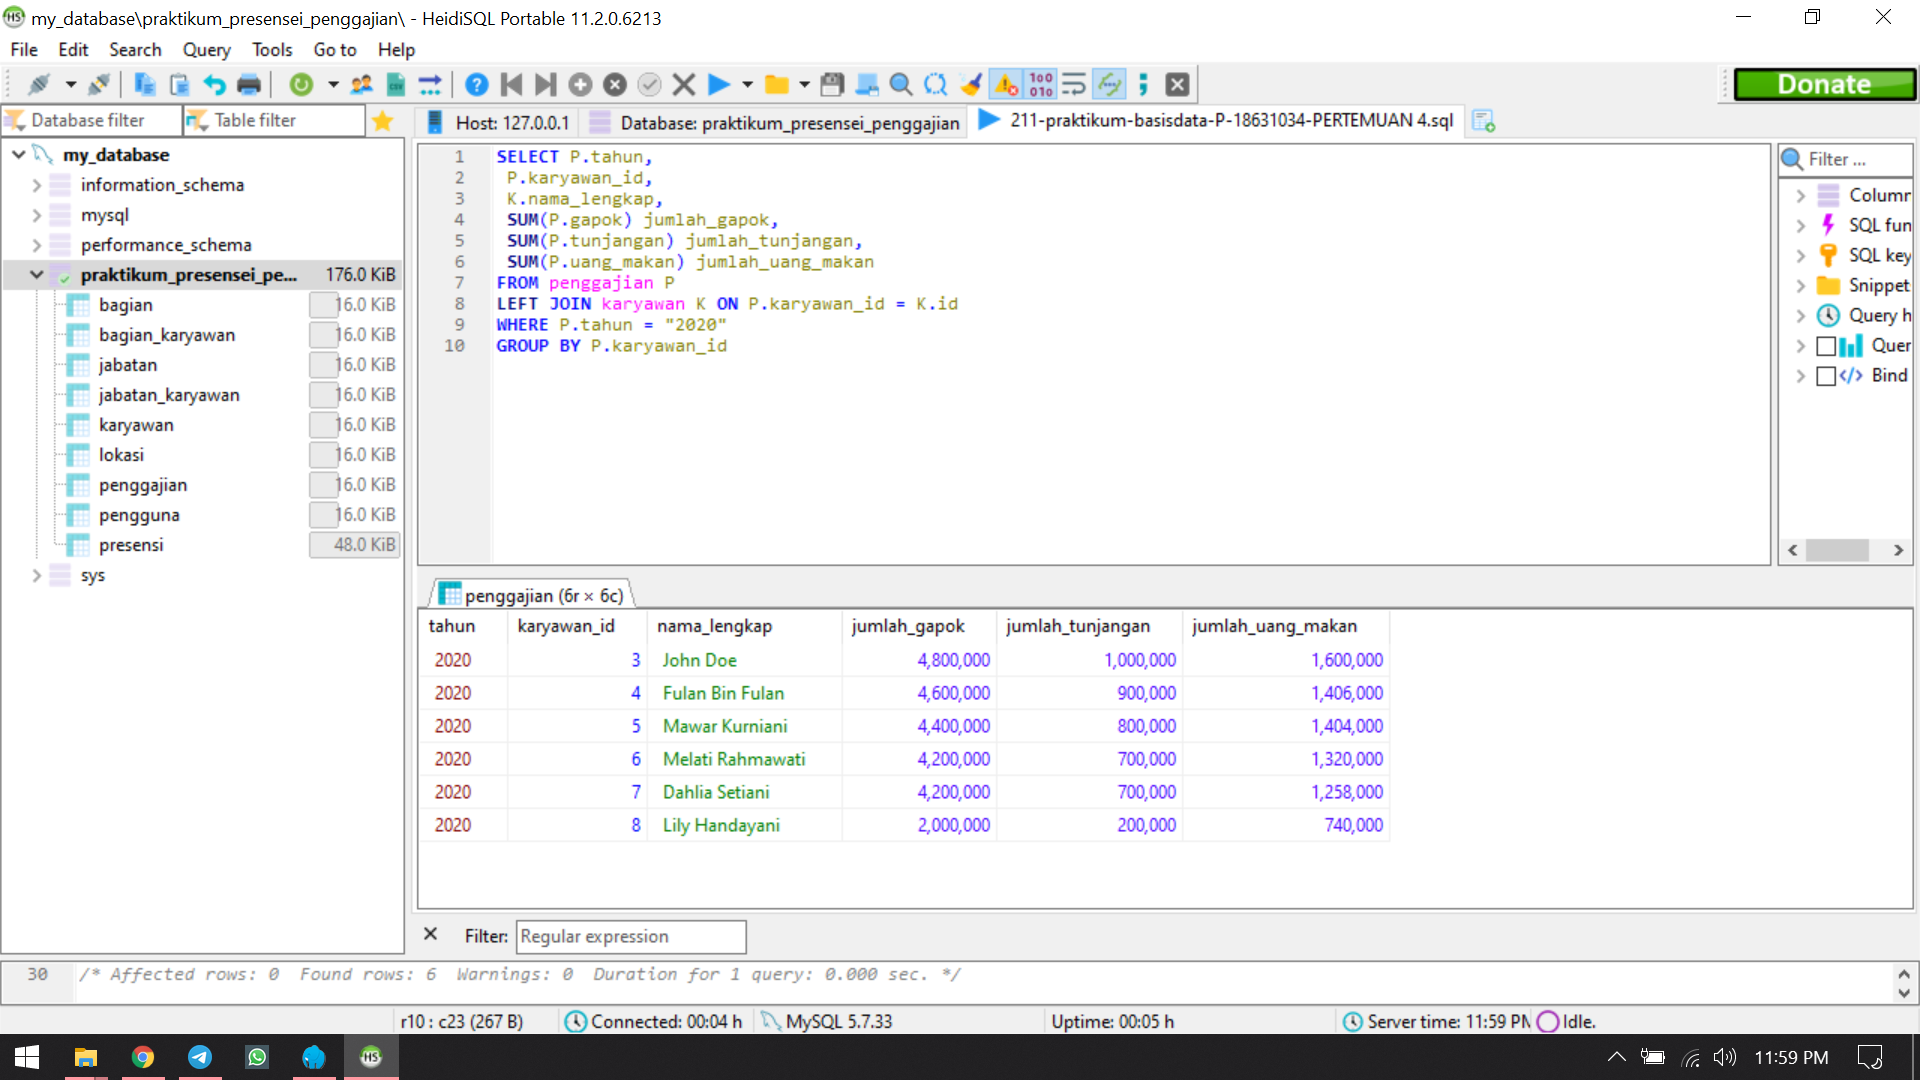 my_database\praktikum_presensei_penggajian\ - HeidiSQL Portable 11.2.0.6213
File Edit Search Query Tools Go to Help
Donate
Database filter Table filter
Host: 127.0.0.1 Database: praktikum_presensei_penggajian 211-praktikum-basisdata-P-18631034-PERTEMUAN 4.sql
my_database
information_schema
mysql
performance_schema
praktikum_presensei_pe... 176.0 KiB
bagian 16.0 KiB
bagian_karyawan 16.0 KiB
jabatan 16.0 KiB
jabatan_karyawan 16.0 KiB
karyawan 16.0 KiB
lokasi 16.0 KiB
penggajian 16.0 KiB
pengguna 16.0 KiB
presensi 48.0 KiB
sys
1 SELECT P.tahun,
2 P.karyawan_id,
3 K.nama_lengkap,
4 SUM(P.gapok) jumlah_gapok,
5 SUM(P.tunjangan) jumlah_tunjangan,
6 SUM(P.uang_makan) jumlah_uang_makan
7 FROM penggajian P
8 LEFT JOIN karyawan K ON P.karyawan_id = K.id
9 WHERE P.tahun = "2020"
10 GROUP BY P.karyawan_id
Filter ...
Column
SQL fun
SQL key
Snippet
Query h
Quer
Bind
penggajian (6r × 6c)
tahun karyawan_id nama_lengkap jumlah_gapok jumlah_tunjangan jumlah_uang_makan
2020 3 John Doe 4,800,000 1,000,000 1,600,000
2020 4 Fulan Bin Fulan 4,600,000 900,000 1,406,000
2020 5 Mawar Kurniani 4,400,000 800,000 1,404,000
2020 6 Melati Rahmawati 4,200,000 700,000 1,320,000
2020 7 Dahlia Setiani 4,200,000 700,000 1,258,000
2020 8 Lily Handayani 2,000,000 200,000 740,000
Filter: Regular expression
30 /* Affected rows: 0 Found rows: 6 Warnings: 0 Duration for 1 query: 0.000 sec. */
r10 : c23 (267 B) Connected: 00:04 h MySQL 5.7.33 Uptime: 00:05 h Server time: 11:59 PM Idle.
HS 11:59 PM